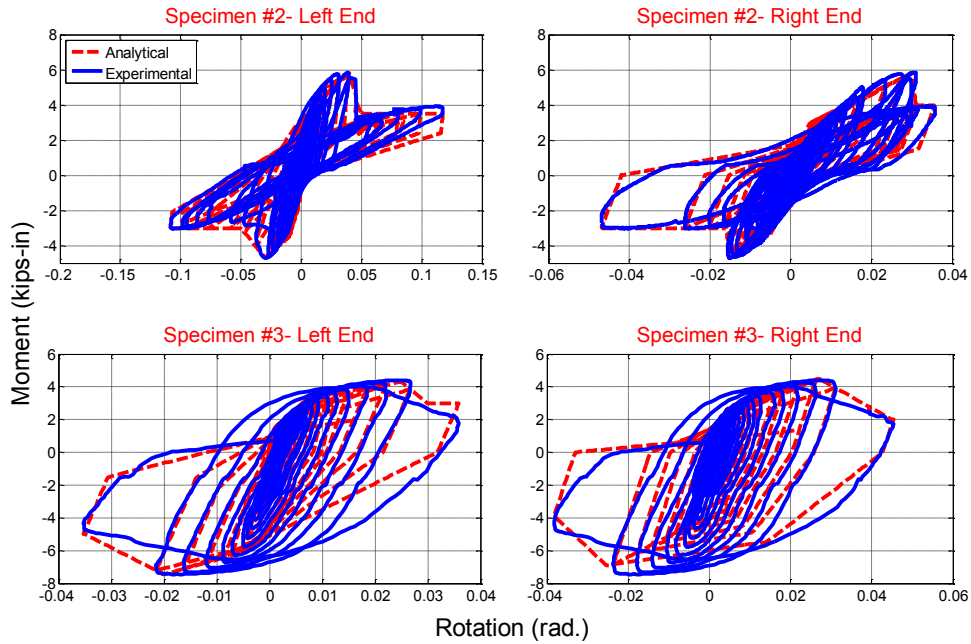 Specimen #2- Left End
Specimen #2- Right End
Analytical
Experimental
8
6
4
2
0
-2
-4
-0.2 -0.15 -0.1 -0.05 0 0.05 0.1 0.15
8
6
4
2
0
-2
-4
-0.06 -0.04 -0.02 0 0.02 0.04
Moment (kips-in)
Specimen #3- Left End
Specimen #3- Right End
6
4
2
0
-2
-4
-6
-8
-0.04 -0.03 -0.02 -0.01 0 0.01 0.02 0.03 0.04
6
4
2
0
-2
-4
-6
-8
-0.04 -0.02 0 0.02 0.04 0.06
Rotation (rad.)